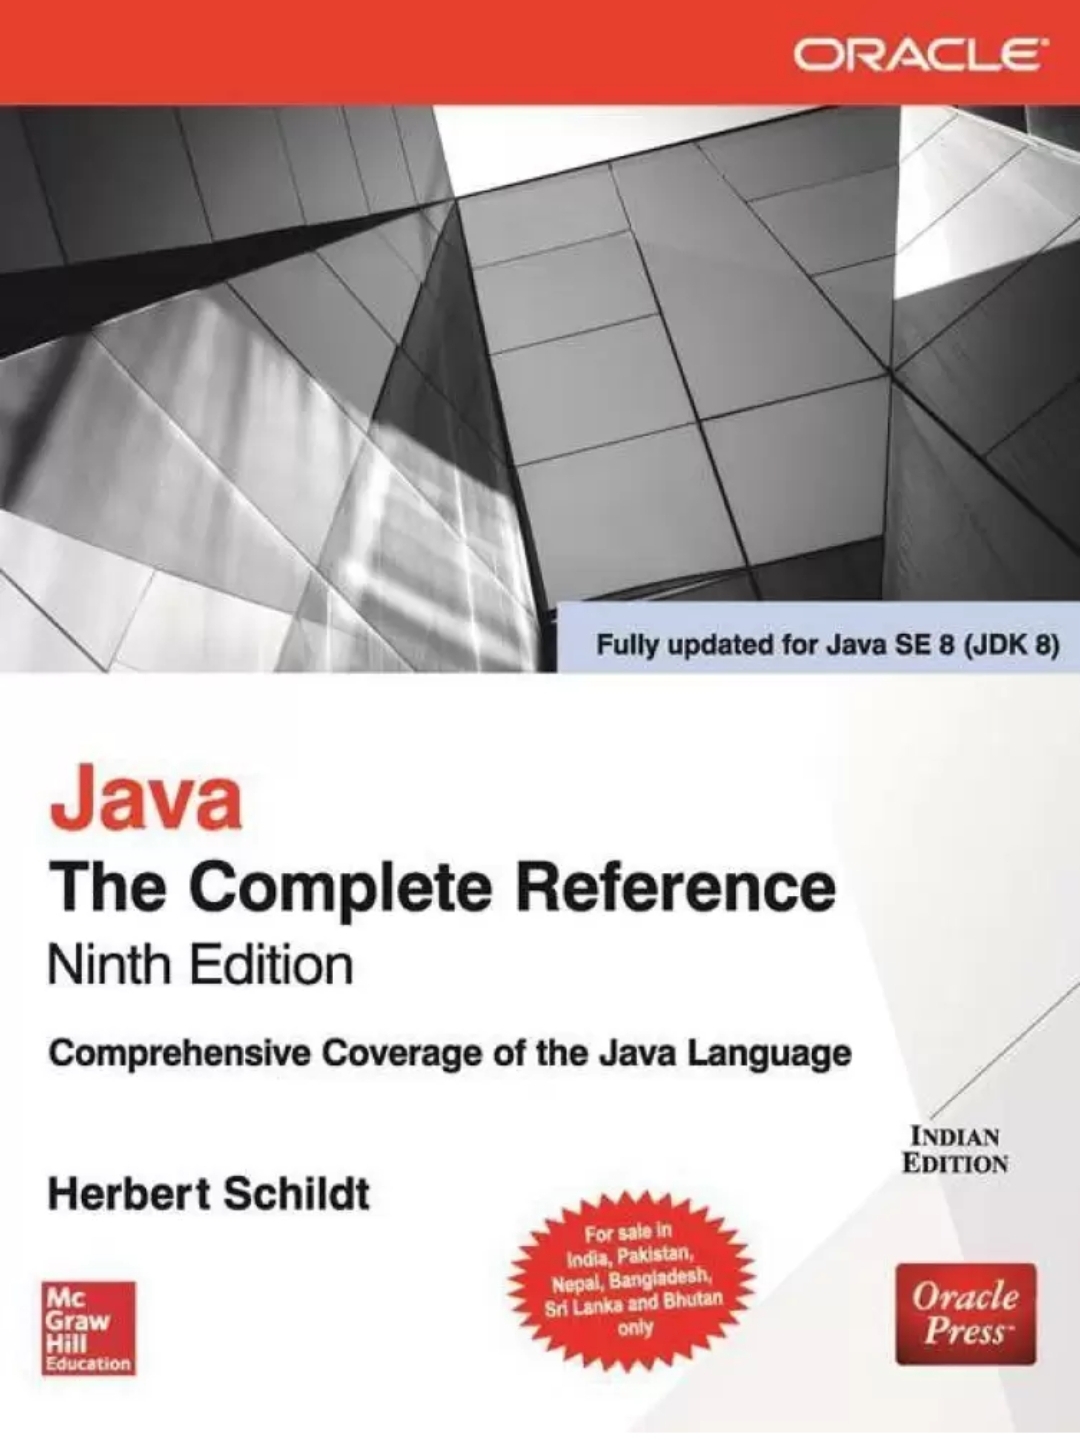 ORACLE
Fully updated for Java SE 8 (JDK 8)
Java
The Complete Reference
Ninth Edition
Comprehensive Coverage of the Java Language
INDIAN
EDITION
Herbert Schildt
For sale in
India, Pakistan,
Nepal, Bangladesh,
Sri Lanka and Bhutan
only
Mc
Graw
Hill
Education
Oracle
Press™